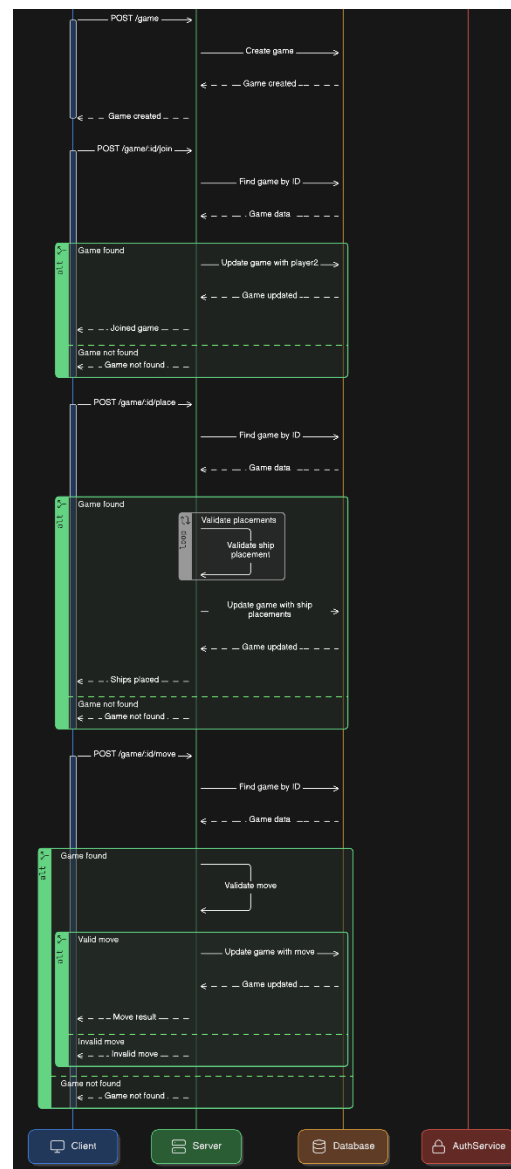 POST /game
Create game
Game created
Game created
POST /game/:id/join
Find game by ID
Game data
alt
Game found
Update game with player2
Game updated
Joined game
Game not found
Game not found
POST /game/:id/place
Find game by ID
Game data
alt
Game found
loop
Validate placements
Validate ship
placement
Update game with ship
placements
Game updated
Ships placed
Game not found
Game not found
POST /game/:id/move
Find game by ID
Game data
alt
Game found
Validate move
alt
Valid move
Update game with move
Game updated
Move result
Invalid move
Invalid move
Game not found
Game not found
Client
Server
Database
AuthService